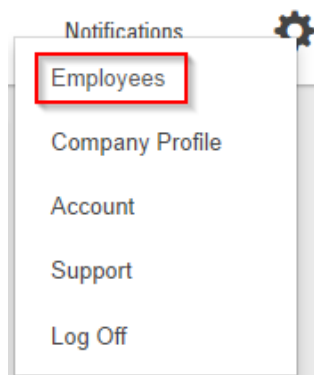 Notifications
Employees
Company Profile
Account
Support
Log Off